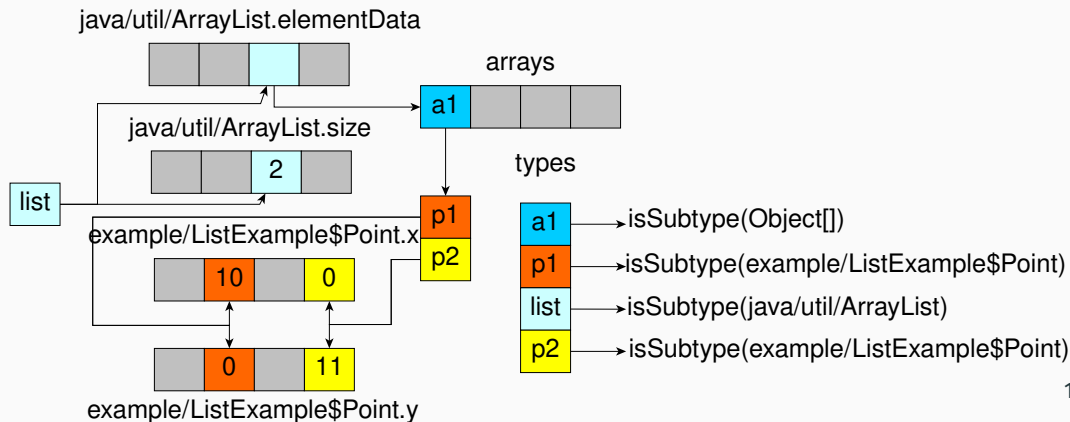 java/util/ArrayList.elementData
arrays
a1
java/util/ArrayList.size
2
types
list
p1
p2
example/ListExample$Point.x
10
0
0
11
example/ListExample$Point.y
a1
isSubtype(Object[])
p1
isSubtype(example/ListExample$Point)
list
isSubtype(java/util/ArrayList)
p2
isSubtype(example/ListExample$Point)
1